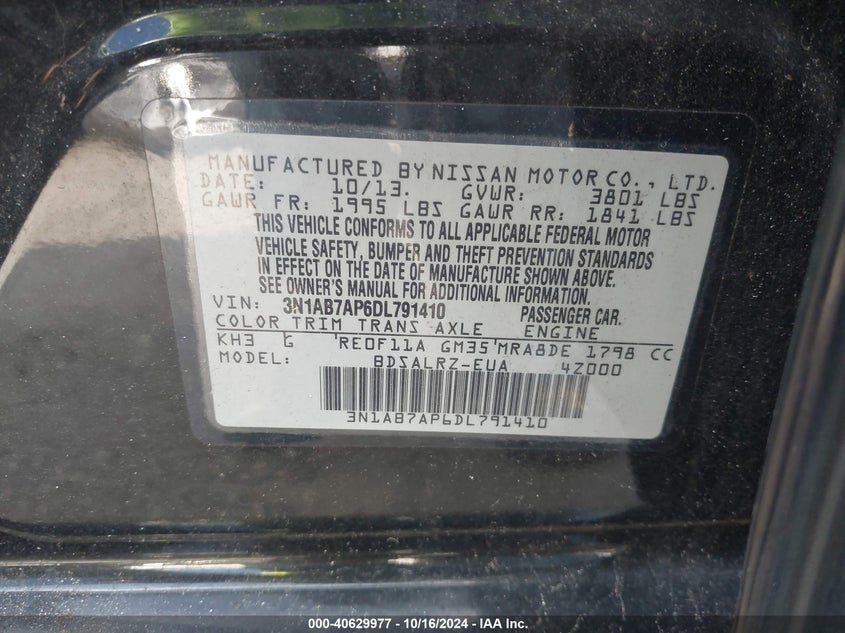 MANUFACTURED BY NISSAN MOTOR CO., LTD.
DATE: 10/13. GVWR: 3801 LBS
GAWR FR: 1995 LBS GAWR RR: 1841 LBS
THIS VEHICLE CONFORMS TO ALL APPLICABLE FEDERAL MOTOR
VEHICLE SAFETY, BUMPER AND THEFT PREVENTION STANDARDS
IN EFFECT ON THE DATE OF MANUFACTURE SHOWN ABOVE.
SEE OWNER'S MANUAL FOR ADDITIONAL INFORMATION.
VIN: 3N1AB7AP6DL791410 PASSENGER CAR.
COLOR TRIM TRANS AXLE ENGINE
KH3 G 'RE0F11A GM35'MRA8DE 1798 CC
MODEL: BDSALRZ-EUA 4Z000
3N1AB7AP6DL791410
000-40629977 - 10/16/2024 - IAA Inc.